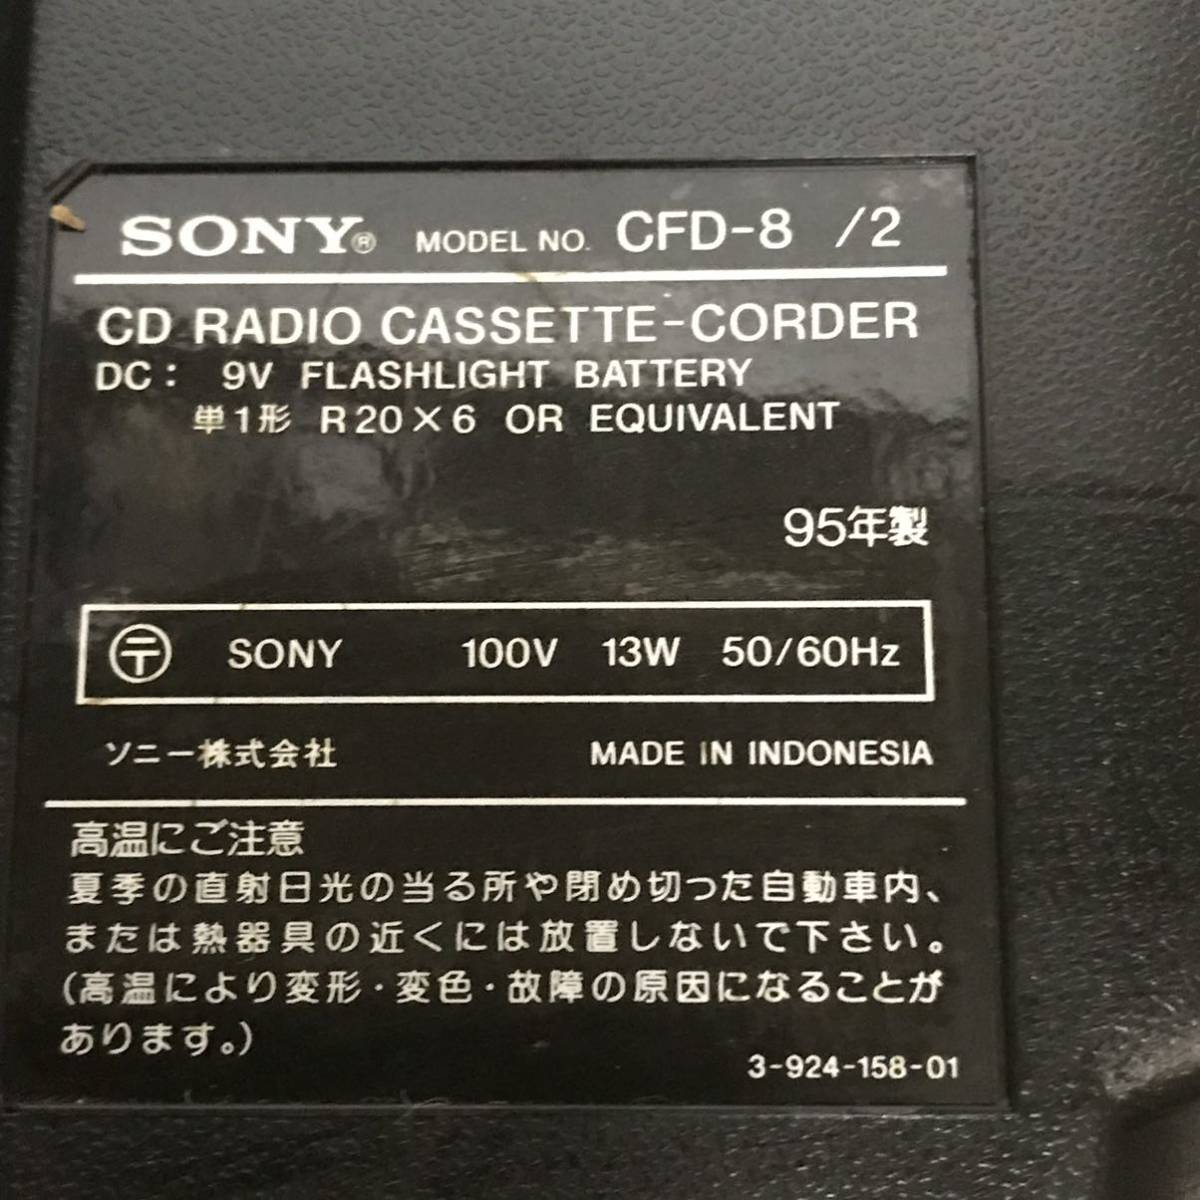 SONY® MODEL NO. CFD-8 /2
CD RADIO CASSETTE-CORDER
DC: 9V FLASHLIGHT BATTERY
単1形 R20×6 OR EQUIVALENT
95年製
〒 SONY 100V 13W 50/60Hz
ソニー株式会社 MADE IN INDONESIA
高温にご注意
夏季の直射日光の当る所や閉め切った自動車内、
または熱器具の近くには放置しないで下さい。
(高温により変形・変色・故障の原因になることが
あります。)
3-924-158-01